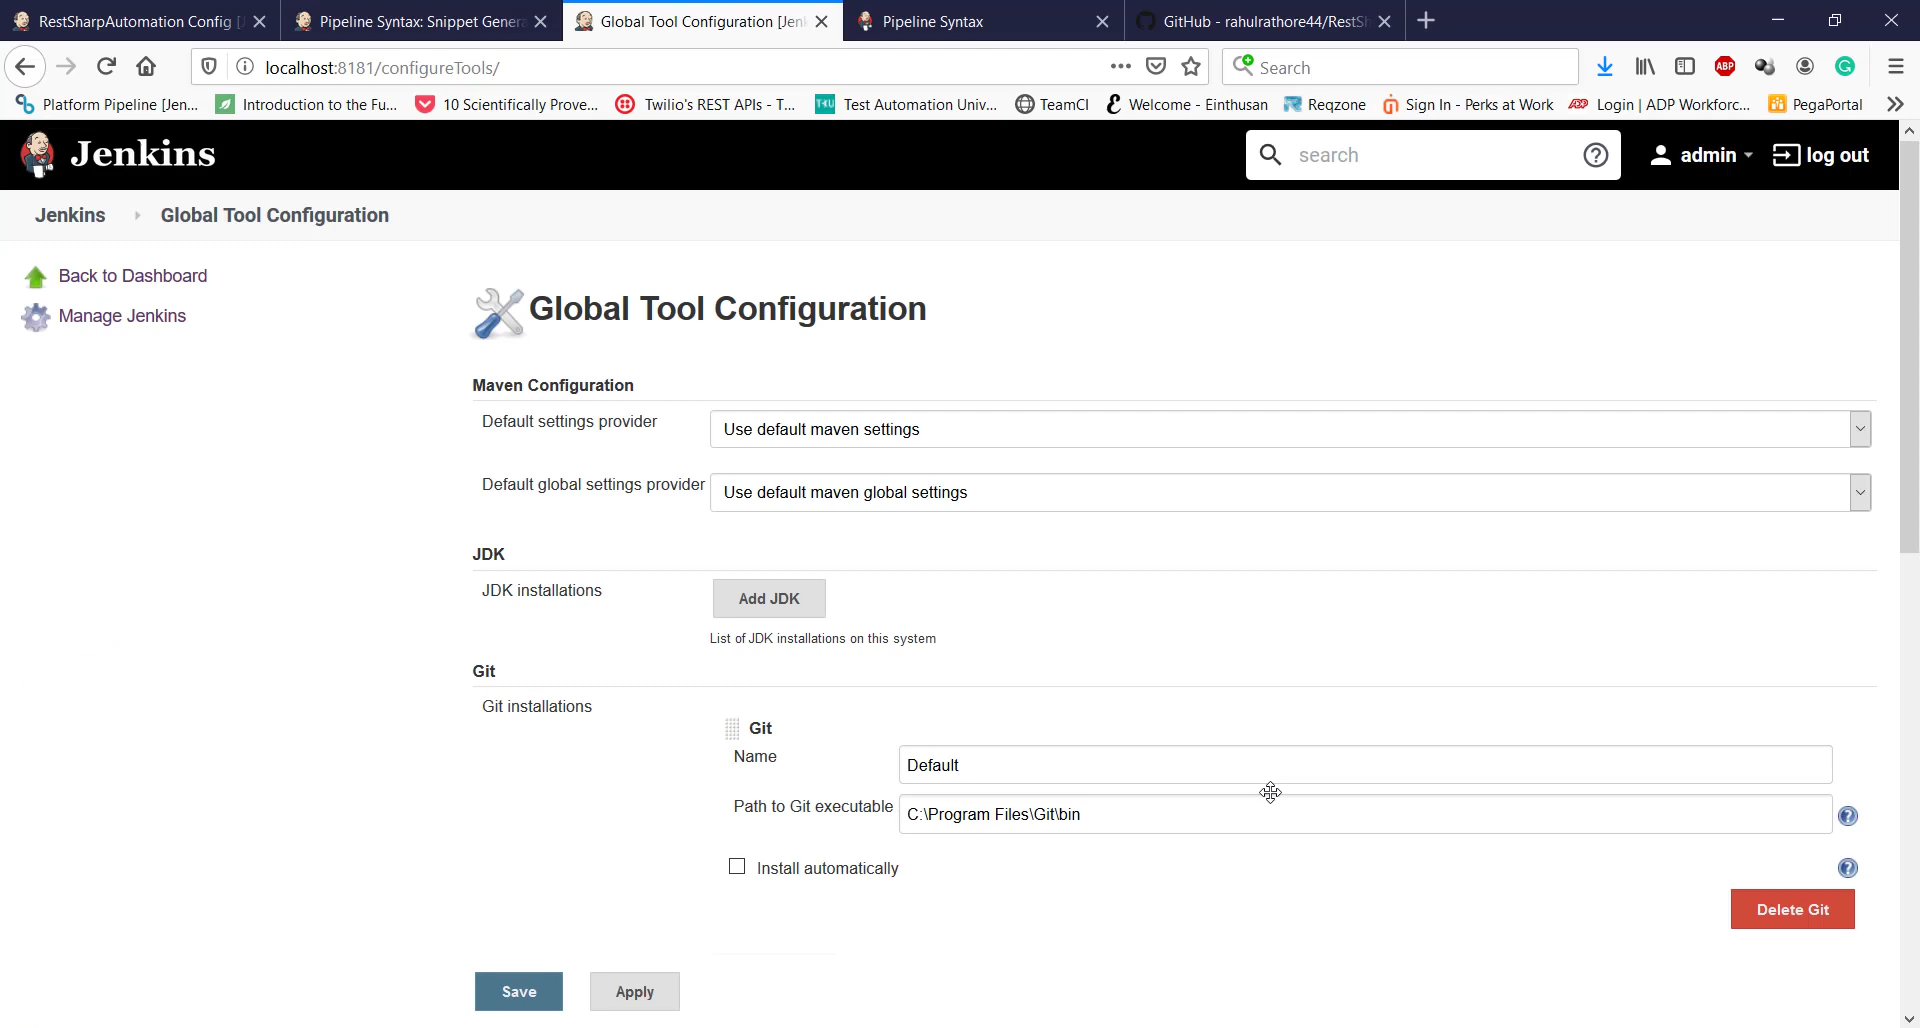 RestSharpAutomation Config [J
Pipeline Syntax: Snippet Genera
Global Tool Configuration [Jenk
Pipeline Syntax
GitHub - rahulrathore44/RestSh
localhost:8181/configureTools/
Search
ABP
Platform Pipeline [Jen...
Introduction to the Fu...
10 Scientifically Prove...
Twilio's REST APIs - T...
Test Automation Univ...
TeamCI
Welcome - Einthusan
Reqzone
Sign In - Perks at Work
Login | ADP Workforc...
PegaPortal
Jenkins
search
admin
log out
Jenkins
Global Tool Configuration
Back to Dashboard
Manage Jenkins
Global Tool Configuration
Maven Configuration
Default settings provider
Use default maven settings
Default global settings provider
Use default maven global settings
JDK
JDK installations
Add JDK
List of JDK installations on this system
Git
Git installations
Git
Name
Default
Path to Git executable
C:\Program Files\Git\bin
Install automatically
Delete Git
Save
Apply